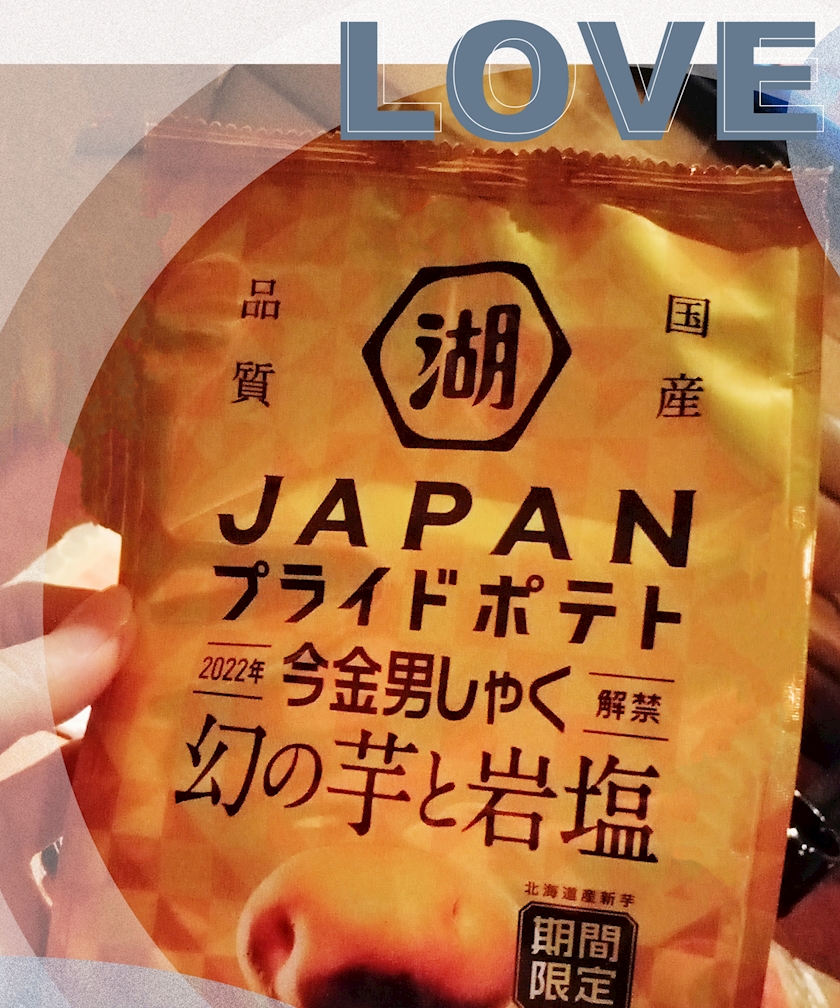 LOVE
品質
湖
国産
JAPAN
プライドポテト
2022年 今金男しゃく 解禁
幻の芋と岩塩
北海道産新芋
期間
限定